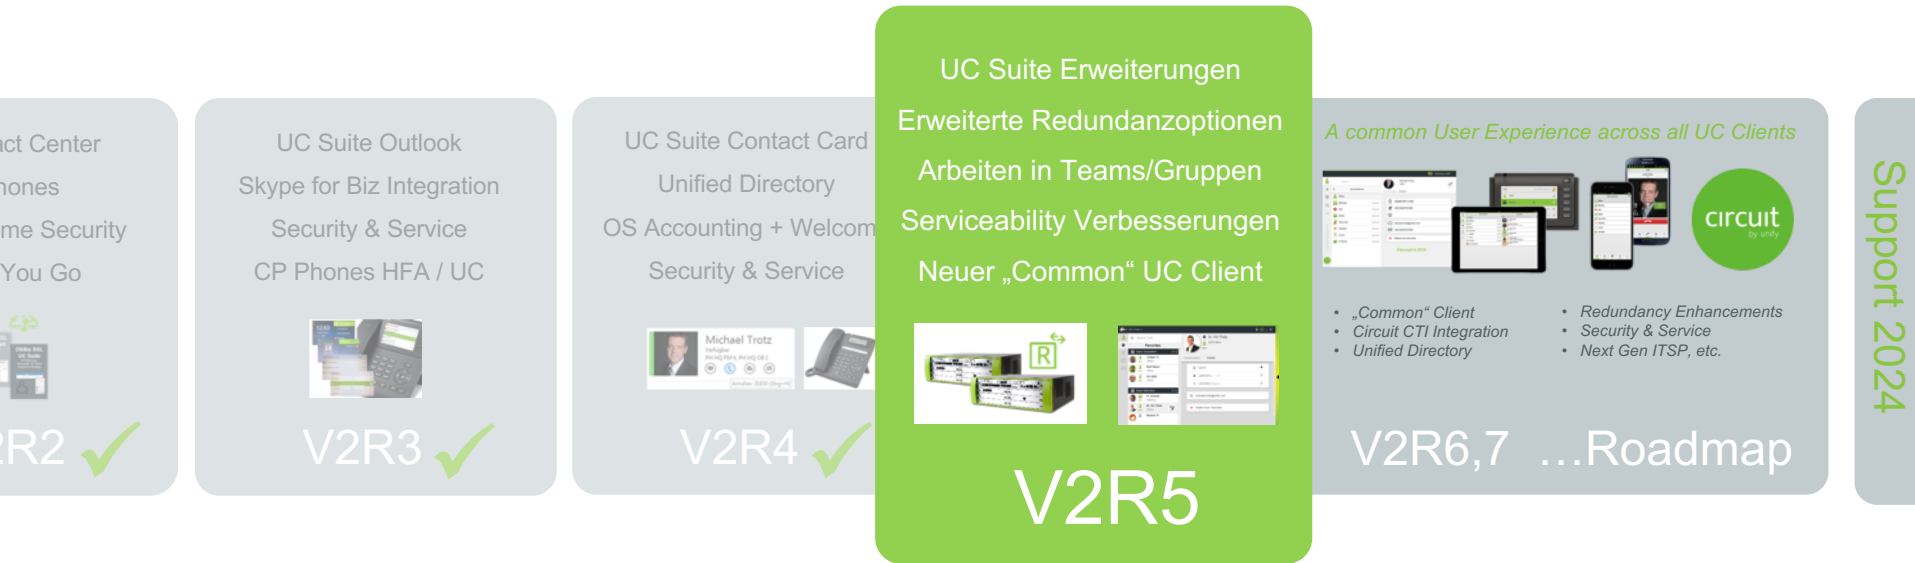 act Center
hones
me Security
You Go
R2
UC Suite Outlook
Skype for Biz Integration
Security & Service
CP Phones HFA / UC
V2R3
UC Suite Contact Card
Unified Directory
OS Accounting + Welcom
Security & Service
Michael Trotz
Verfügbar
V2R4
UC Suite Erweiterungen
Erweiterte Redundanzoptionen
Arbeiten in Teams/Gruppen
Serviceability Verbesserungen
Neuer „Common“ UC Client
R
Favorites
V2R5
A common User Experience across all UC Clients
circuit
by unify
• „Common“ Client
• Circuit CTI Integration
• Unified Directory
• Redundancy Enhancements
• Security & Service
• Next Gen ITSP, etc.
V2R6,7 ...Roadmap
Support 2024